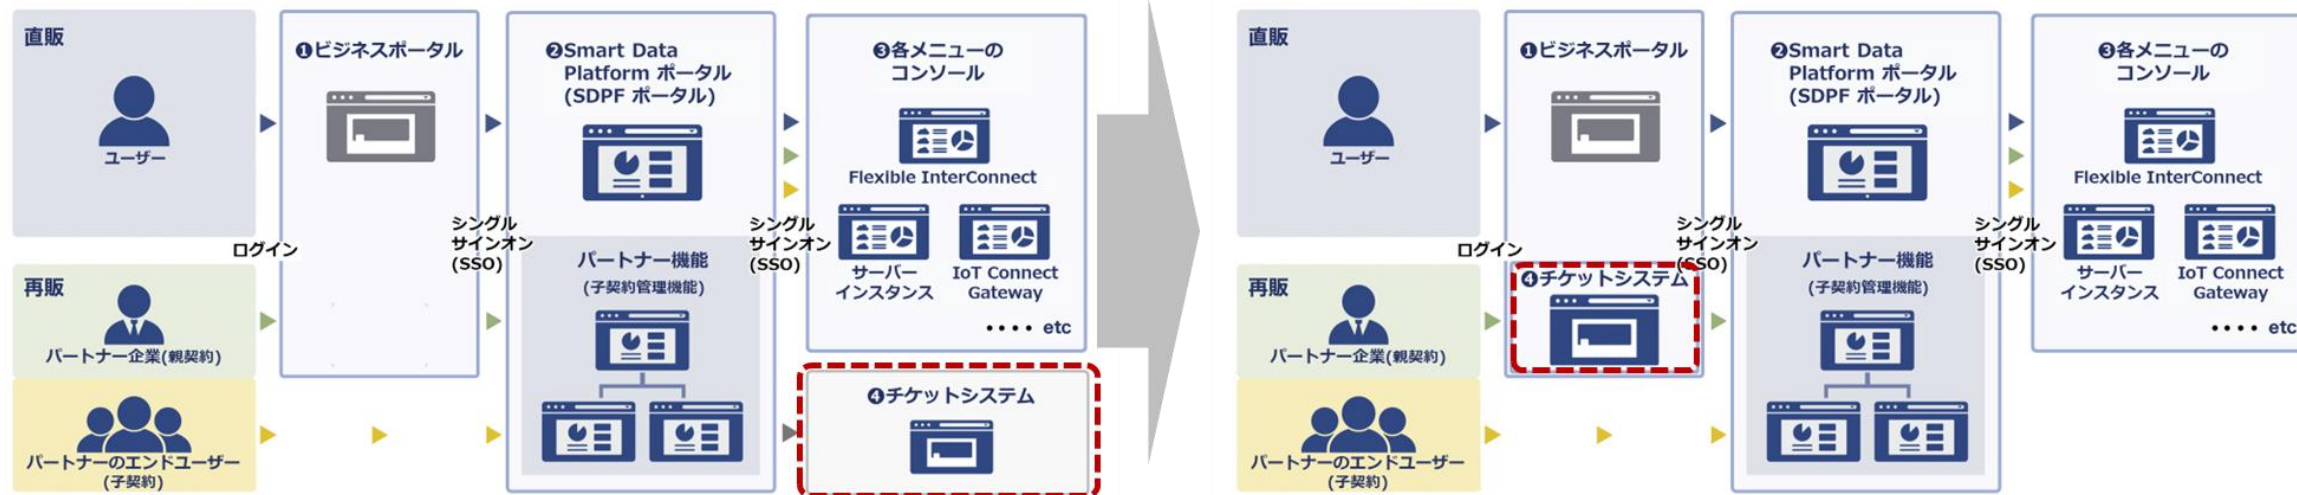 直販
ユーザー
ログイン
再販
パートナー企業(親契約)
パートナーのエンドユーザー
(子契約)
❶ビジネスポータル
シングル
サインオン
(SSO)
❷Smart Data
Platform ポータル
(SDPF ポータル)
パートナー機能
(子契約管理機能)
シングル
サインオン
(SSO)
❸各メニューの
コンソール
Flexible InterConnect
サーバー
インスタンス
IoT Connect
Gateway
•••• etc
❹チケットシステム
直販
ユーザー
ログイン
再販
パートナー企業(親契約)
パートナーのエンドユーザー
(子契約)
❶ビジネスポータル
❹チケットシステム
シングル
サインオン
(SSO)
❷Smart Data
Platform ポータル
(SDPF ポータル)
パートナー機能
(子契約管理機能)
シングル
サインオン
(SSO)
❸各メニューの
コンソール
Flexible InterConnect
サーバー
インスタンス
IoT Connect
Gateway
•••• etc